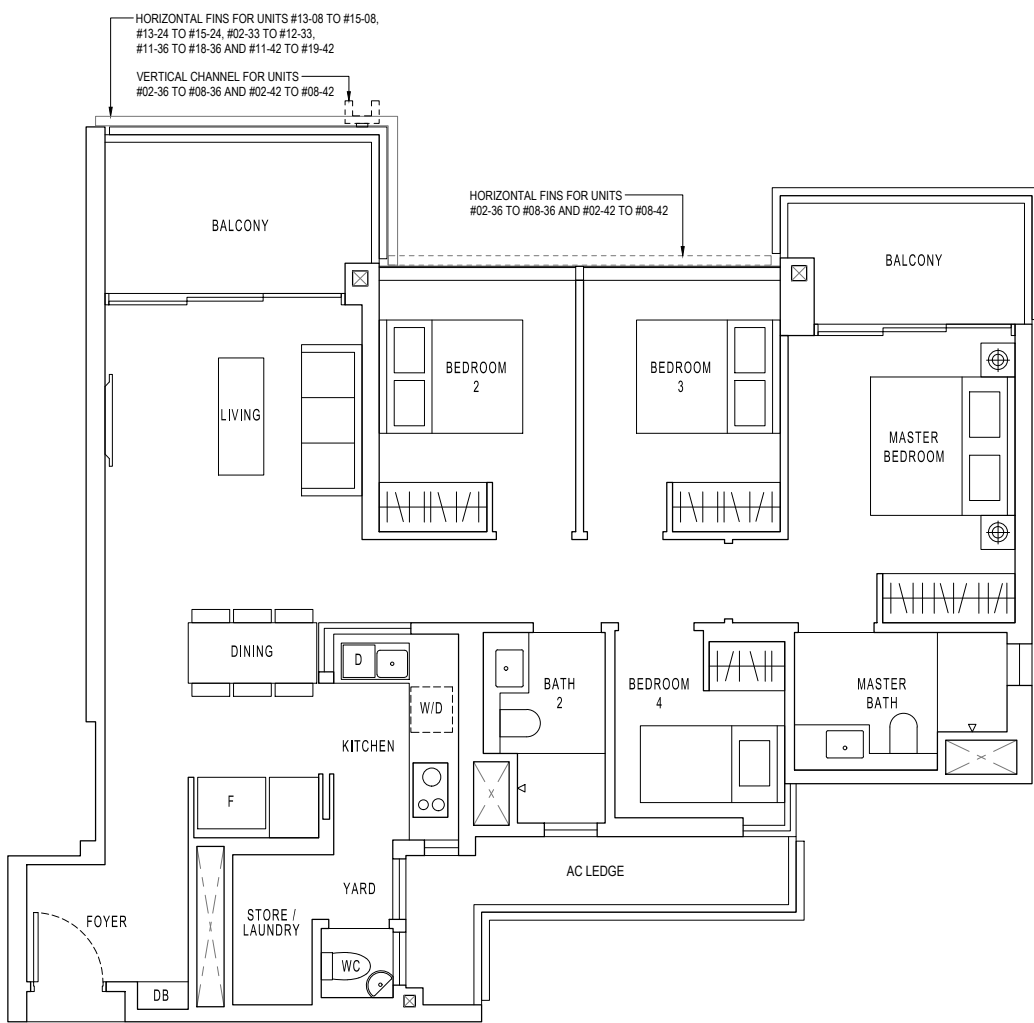 HORIZONTAL FINS FOR UNITS #13-08 TO #15-08,
#13-24 TO #15-24, #02-33 TO #12-33,
#11-36 TO #18-36 AND #11-42 TO #19-42
VERTICAL CHANNEL FOR UNITS
#02-36 TO #08-36 AND #02-42 TO #08-42
HORIZONTAL FINS FOR UNITS
#02-36 TO #08-36 AND #02-42 TO #08-42
BALCONY
BALCONY
BEDROOM
2
BEDROOM
3
LIVING
MASTER
BEDROOM
DINING
D
W/D
BATH
2
BEDROOM
4
MASTER
BATH
KITCHEN
F
AC LEDGE
YARD
FOYER
STORE /
LAUNDRY
WC
DB